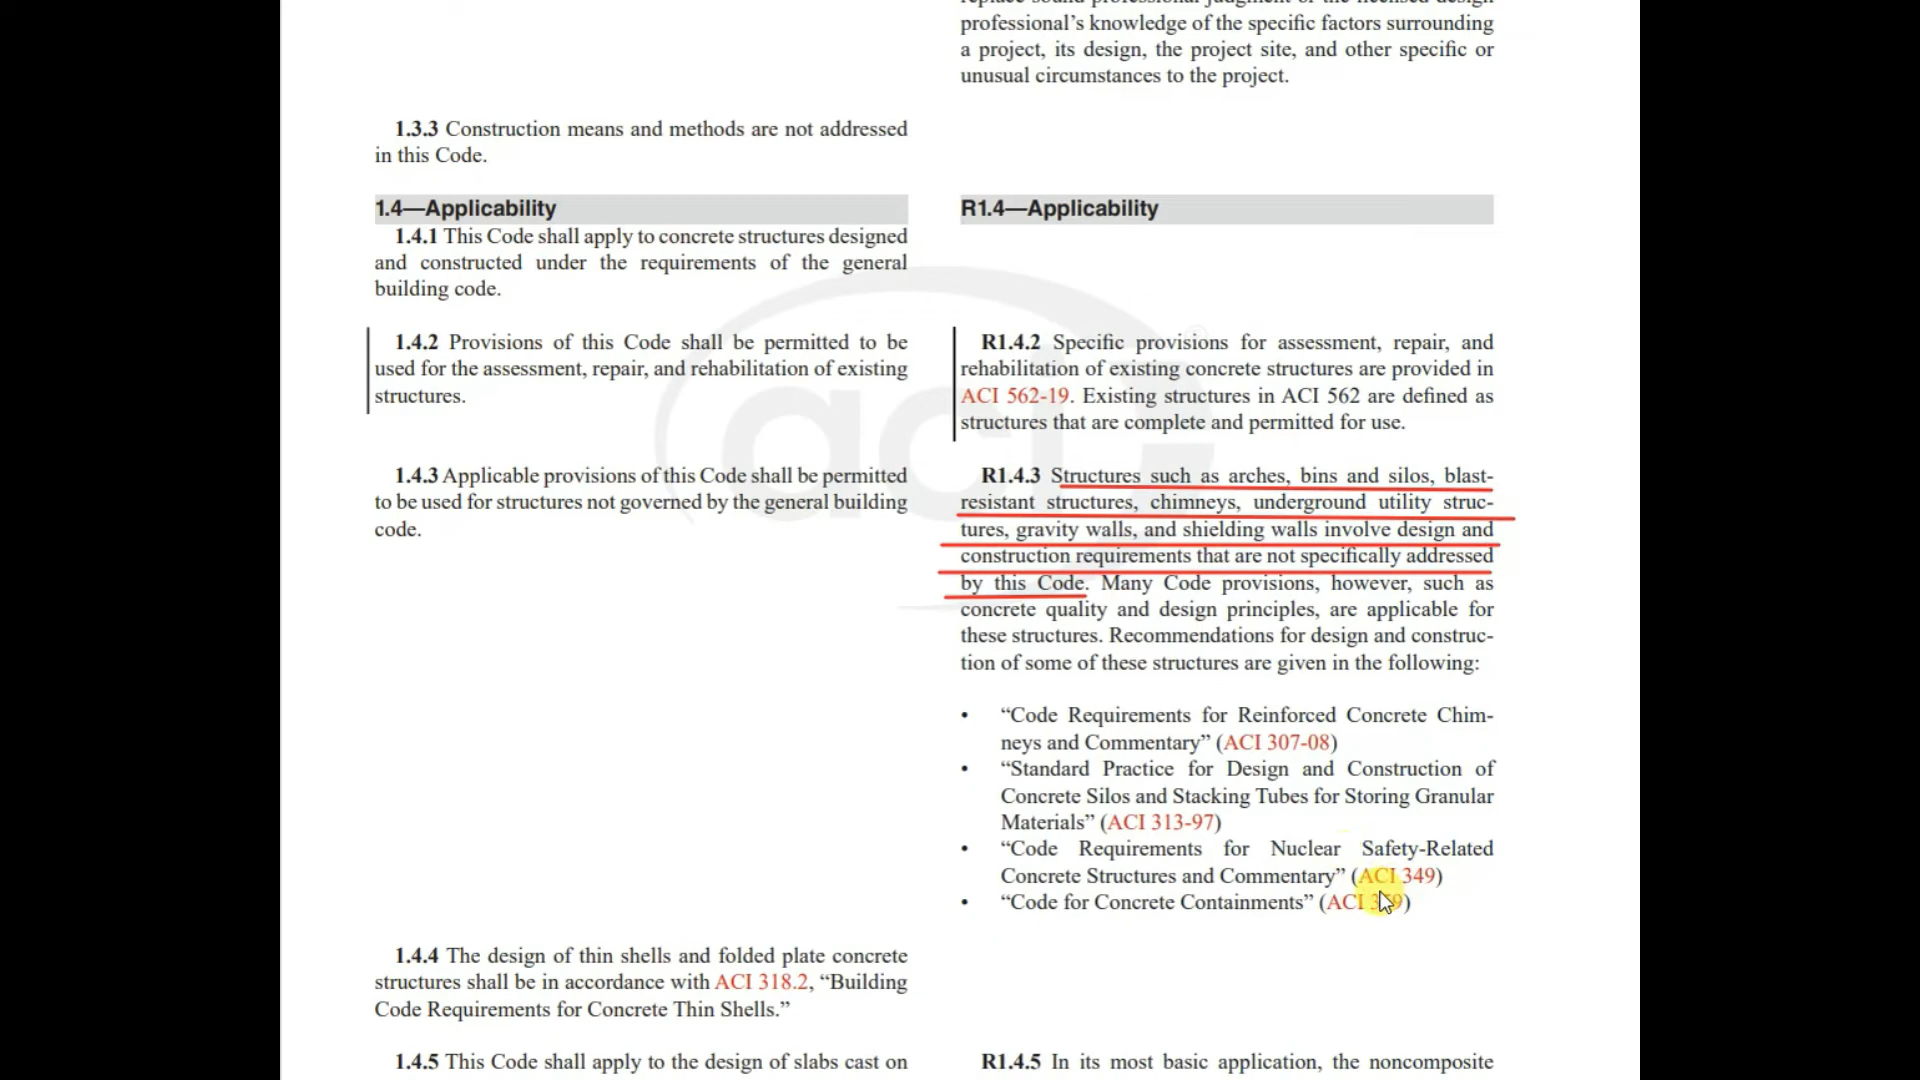 replace sound professional judgment or the licensed design
professional’s knowledge of the specific factors surrounding
a project, its design, the project site, and other specific or
unusual circumstances to the project.
1.3.3 Construction means and methods are not addressed
in this Code.
1.4—Applicability
1.4.1 This Code shall apply to concrete structures designed
and constructed under the requirements of the general
building code.
1.4.2 Provisions of this Code shall be permitted to be
used for the assessment, repair, and rehabilitation of existing
structures.
1.4.3 Applicable provisions of this Code shall be permitted
to be used for structures not governed by the general building
code.
1.4.4 The design of thin shells and folded plate concrete
structures shall be in accordance with ACI 318.2, “Building
Code Requirements for Concrete Thin Shells.”
1.4.5 This Code shall apply to the design of slabs cast on
R1.4—Applicability
R1.4.2 Specific provisions for assessment, repair, and
rehabilitation of existing concrete structures are provided in
ACI 562-19. Existing structures in ACI 562 are defined as
structures that are complete and permitted for use.
R1.4.3 Structures such as arches, bins and silos, blast-
resistant structures, chimneys, underground utility struc-
tures, gravity walls, and shielding walls involve design and
construction requirements that are not specifically addressed
by this Code. Many Code provisions, however, such as
concrete quality and design principles, are applicable for
these structures. Recommendations for design and construc-
tion of some of these structures are given in the following:
• “Code Requirements for Reinforced Concrete Chim-
neys and Commentary” (ACI 307-08)
• “Standard Practice for Design and Construction of
Concrete Silos and Stacking Tubes for Storing Granular
Materials” (ACI 313-97)
• “Code Requirements for Nuclear Safety-Related
Concrete Structures and Commentary” (ACI 349)
• “Code for Concrete Containments” (ACI 359)
R1.4.5 In its most basic application, the noncomposite
aci